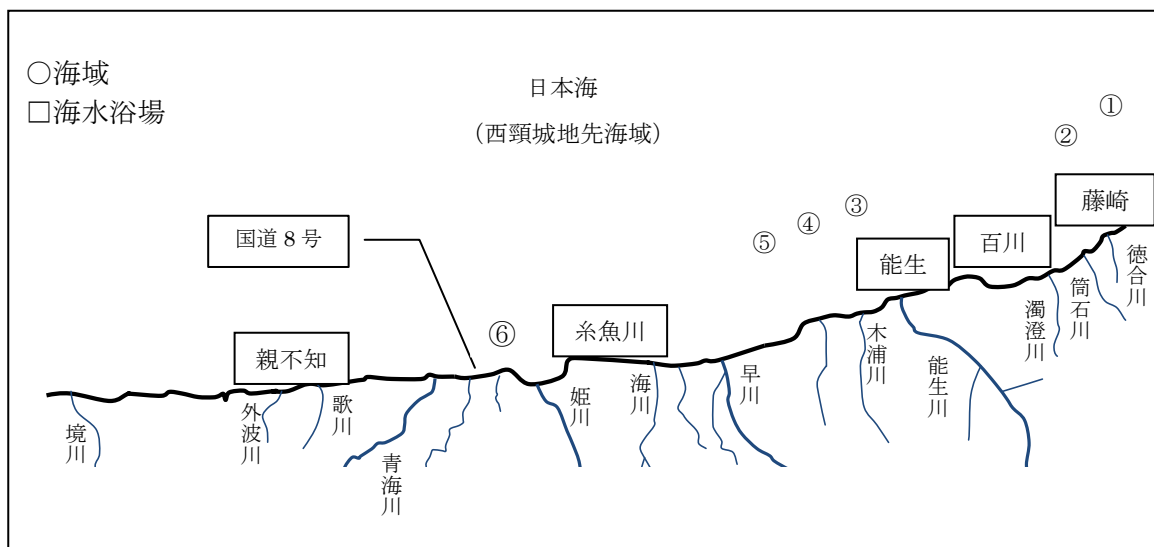 ○海域
□海水浴場
日本海
(西頸城地先海域)
①
②
③
④
⑤
⑥
藤崎
百川
能生
糸魚川
国道8号
親不知
徳合川
筒石川
濁澄川
能生川
木浦川
早川
海川
姫川
青海川
歌川
外波川
境川